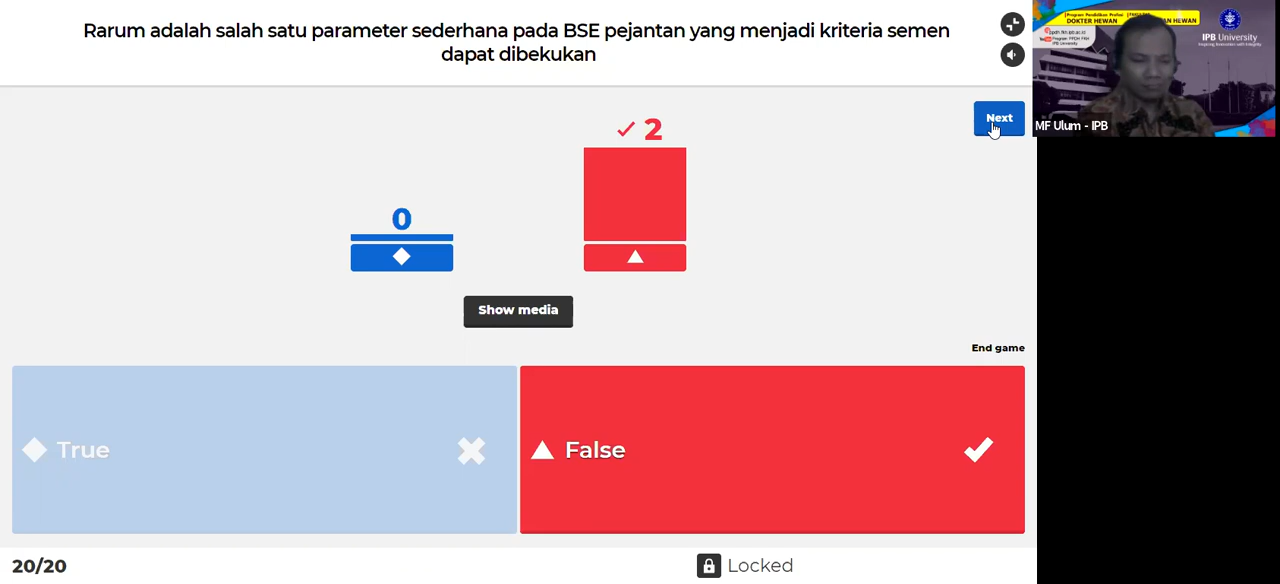 Rarum adalah salah satu parameter sederhana pada BSE pejantan yang menjadi kriteria semen
dapat dibekukan
Next
0
2
Show media
End game
True
False
20/20
Locked
DOKTER HEWAN
IPB University
MF Ulum - IPB